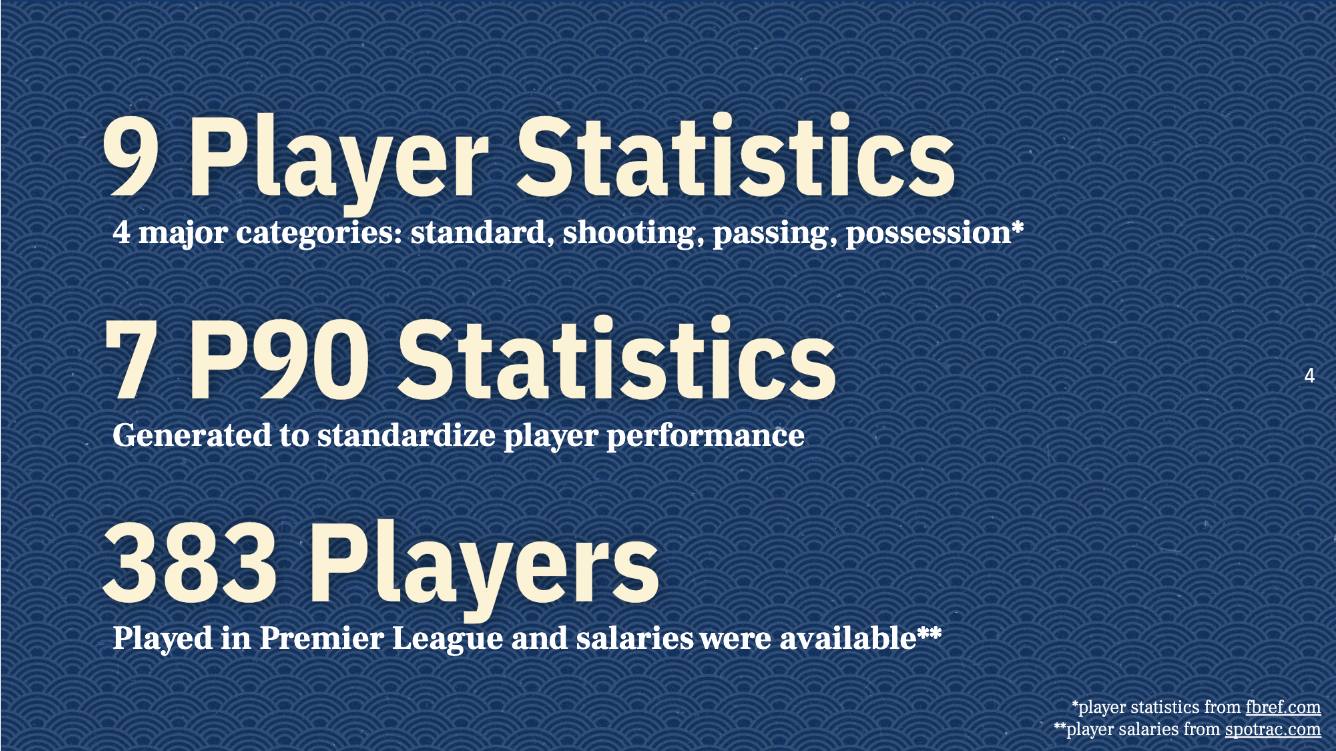 9 Player Statistics
4 major categories: standard, shooting, passing, possession*
7 P90 Statistics
Generated to standardize player performance
4
383 Players
Played in Premier League and salaries were available**
*player statistics from fbref.com
**player salaries from spotrac.com